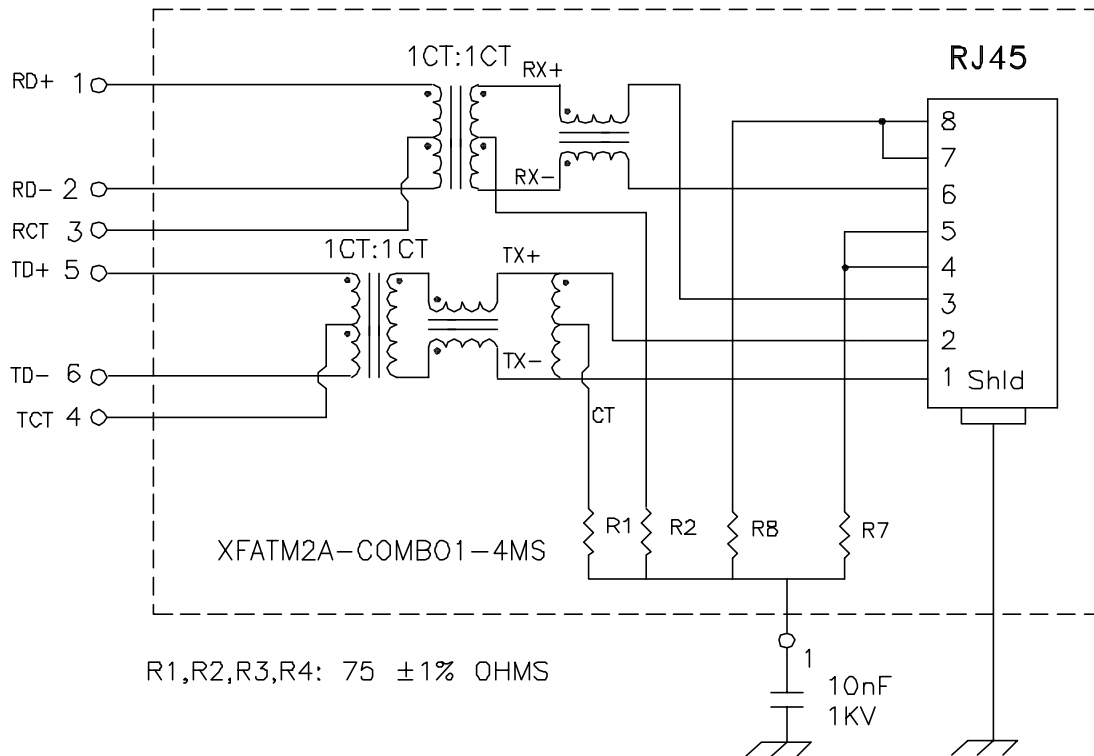 1CT:1CT
RJ45
RD+ 1
RX+
8
7
RX-
RD- 2
6
RCT 3
5
1CT:1CT
TX+
TD+ 5
4
3
2
TX-
TD- 6
1 Shld
TCT 4
CT
R1
R2
R8
R7
XFATM2A-COMBO1-4MS
1
R1,R2,R3,R4: 75 ±1% OHMS
10nF
1KV